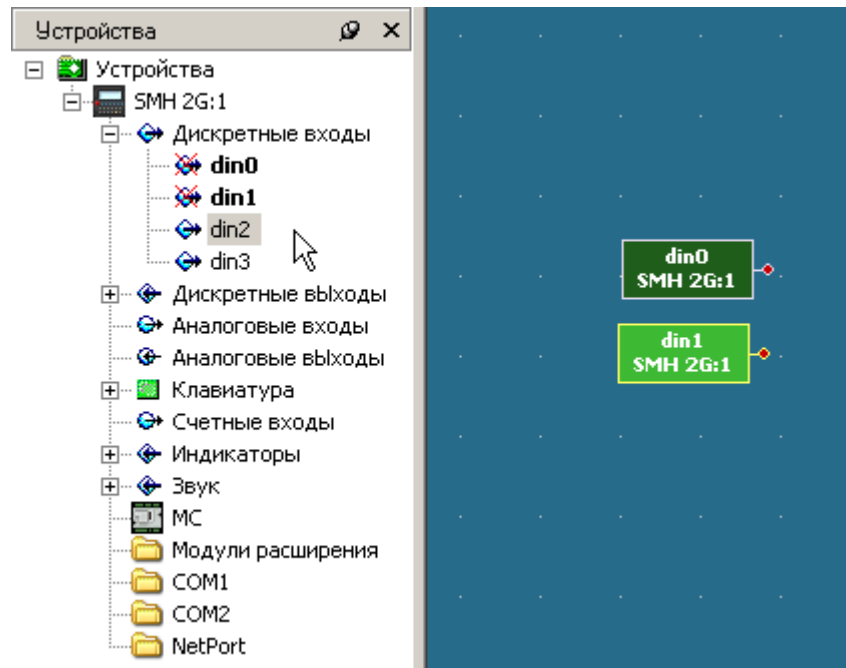 Устройства
Устройства
SMH 2G:1
Дискретные входы
din0
din1
din2
din3
Дискретные вЫходы
Аналоговые входы
Аналоговые вЫходы
Клавиатура
Счетные входы
Индикаторы
Звук
MC
Модули расширения
COM1
COM2
NetPort
din0
SMH 2G:1
din1
SMH 2G:1